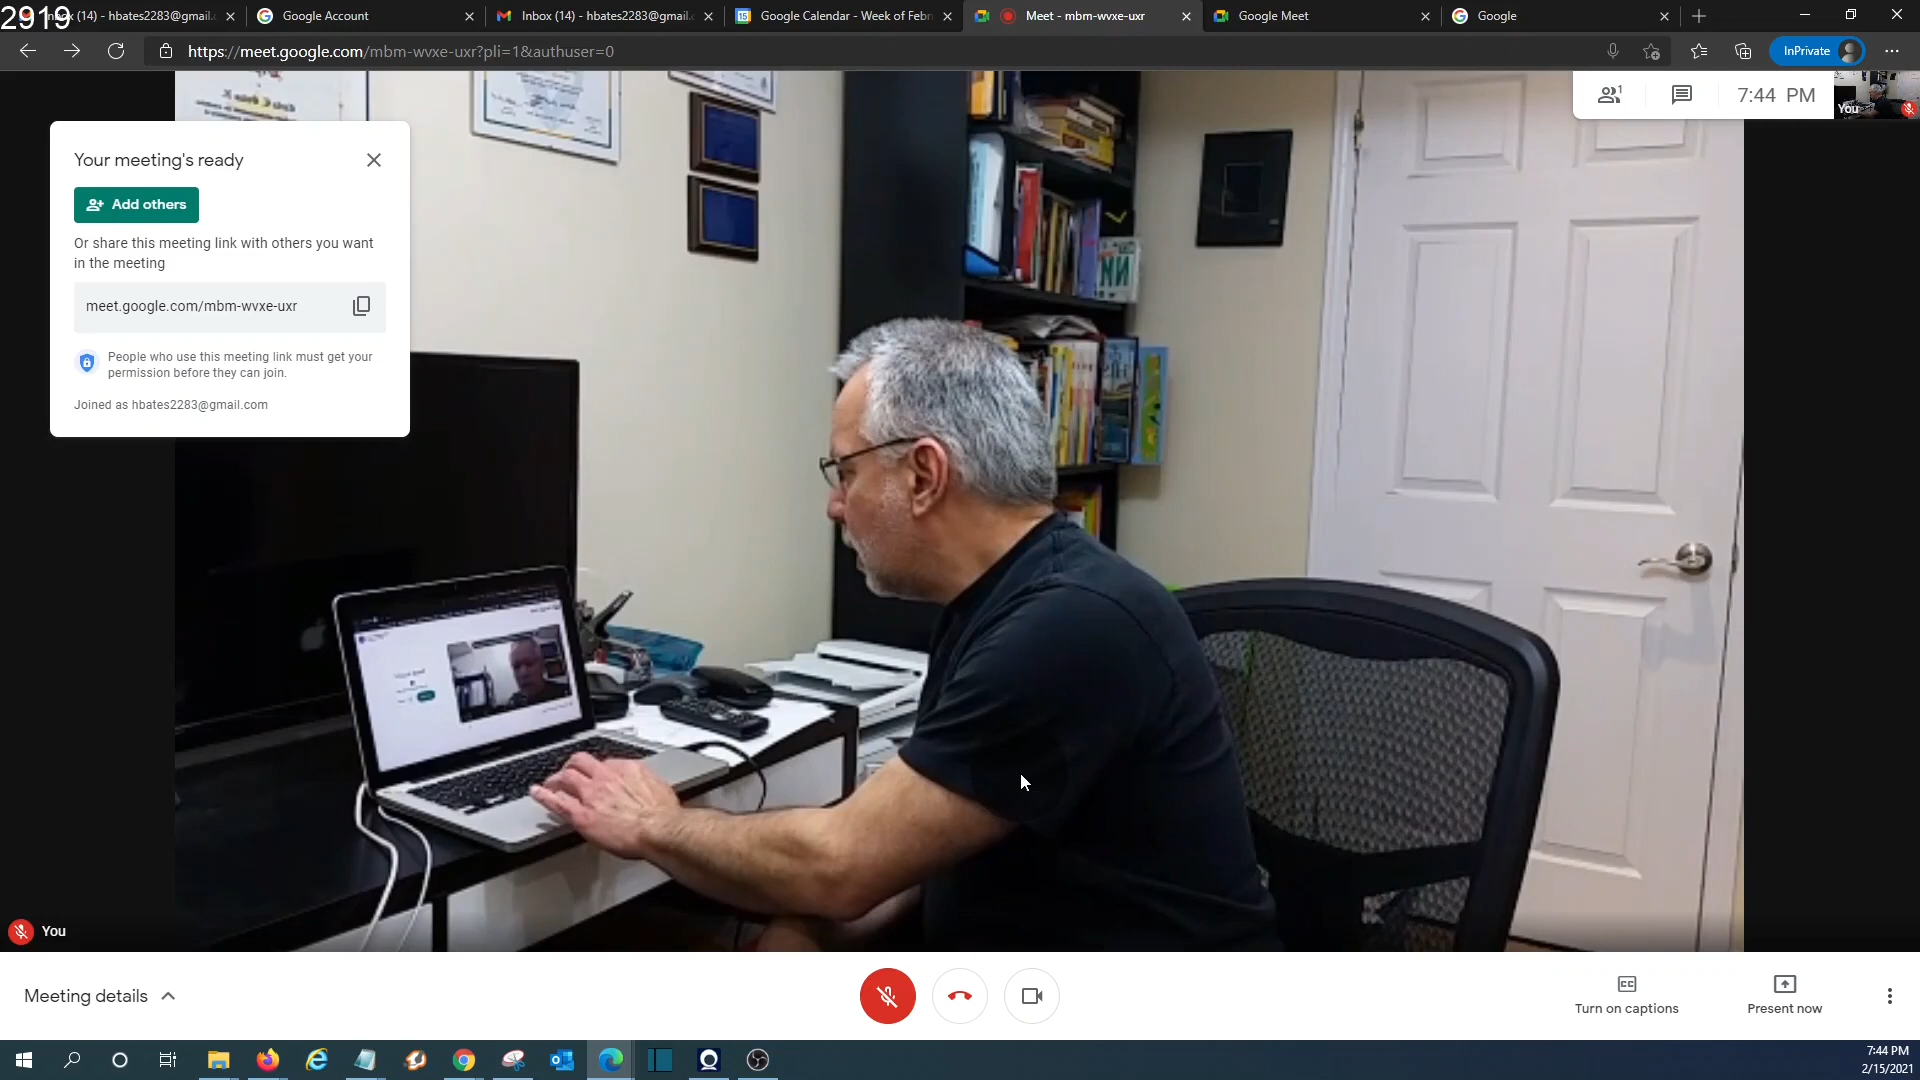 2919
Inbox (14) - hbates2283@gmail.
Google Account
Inbox (14) - hbates2283@gmail.
Google Calendar - Week of Febr
Meet - mbm-wvxe-uxr
Google Meet
Google
https://meet.google.com/mbm-wvxe-uxr?pli=1&authuser=0
InPrivate
1
7:44 PM
You
Your meeting's ready
Add others
Or share this meeting link with others you want
in the meeting
meet.google.com/mbm-wvxe-uxr
People who use this meeting link must get your
permission before they can join.
Joined as hbates2283@gmail.com
You
Meeting details
Turn on captions
Present now
7:44 PM
2/15/2021